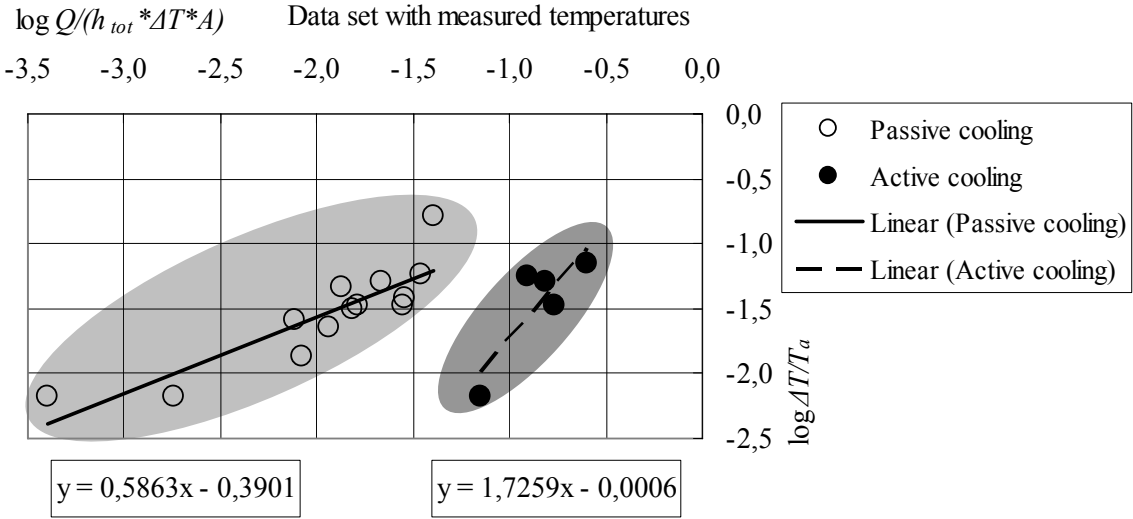 log Q/(h tot *ΔT*A)
Data set with measured temperatures
-3,5 -3,0 -2,5 -2,0 -1,5 -1,0 -0,5 0,0
0,0
-0,5
-1,0
-1,5
-2,0
-2,5
log ΔT/Ta
Passive cooling
Active cooling
Linear (Passive cooling)
Linear (Active cooling)
y = 0,5863x - 0,3901
y = 1,7259x - 0,0006